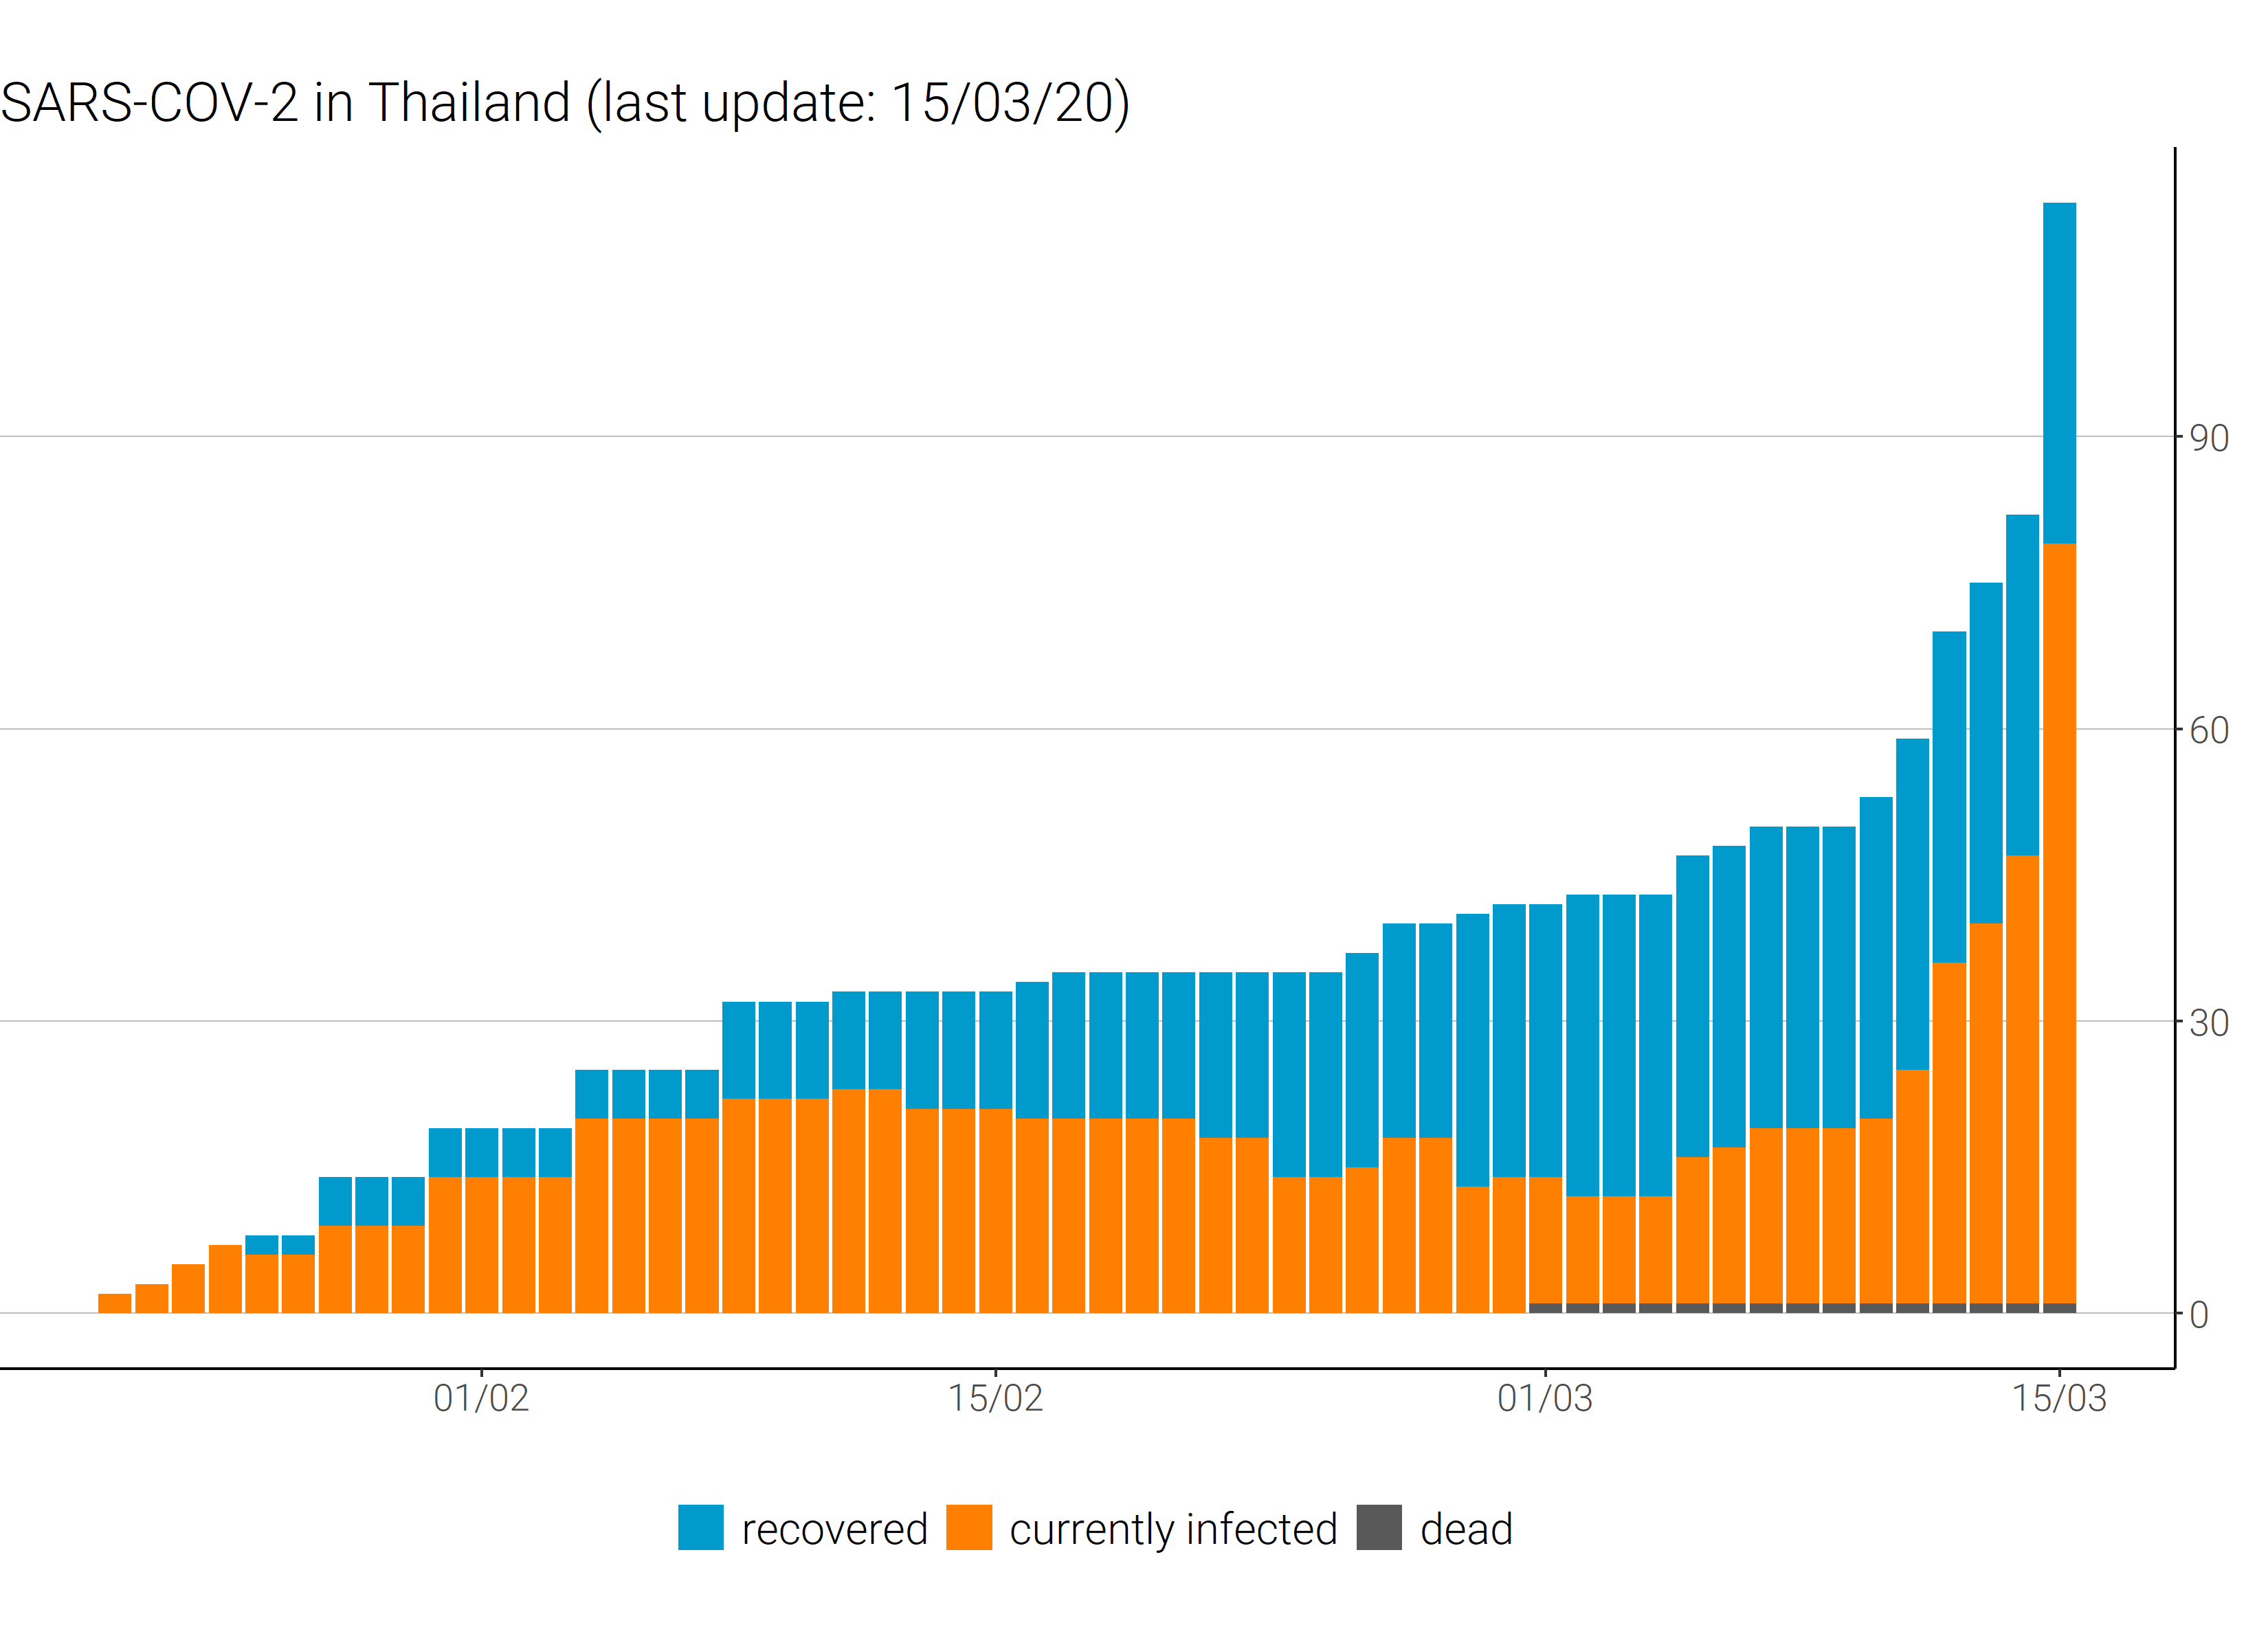 SARS-COV-2 in Thailand (last update: 15/03/20)
90
60
30
0
01/02 15/02 01/03 15/03
recovered currently infected dead